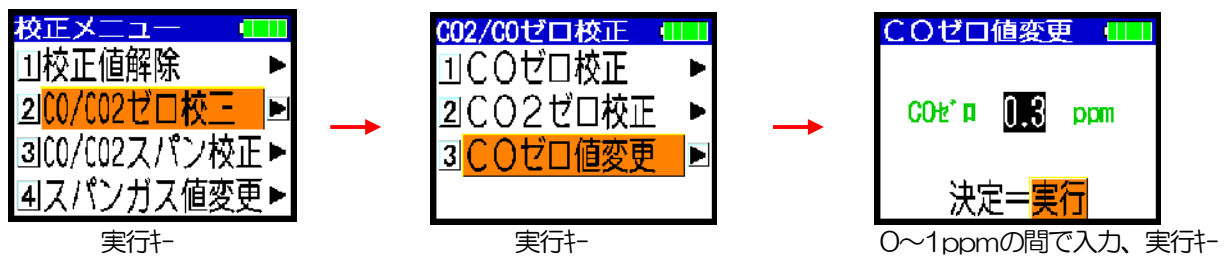 校正メニュー
1校正値解除 ▶
2CO/CO2ゼロ校三 ▶
3CO/CO2スパン校正▶
4スパンガス値変更▶
実行ｷｰ
CO2/COゼロ校正
1ＣＯゼロ校正 ▶
2ＣＯ２ゼロ校正 ▶
3ＣＯゼロ値変更 ▶
実行ｷｰ
ＣＯゼロ値変更
COｾﾞﾛ 0.3 ppm
決定＝実行
0～1ppmの間で入力、実行ｷｰ